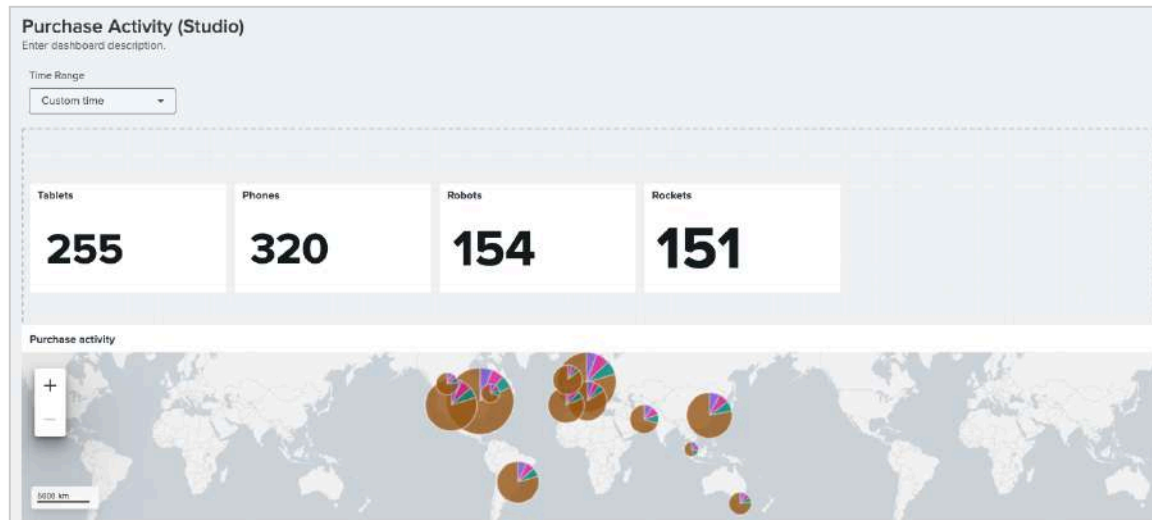 Purchase Activity (Studio)
Enter dashboard description.
Time Range
Custom time
Tablets
Phones
Robots
Rockets
255
320
154
151
Purchase activity
+
−
5000 km